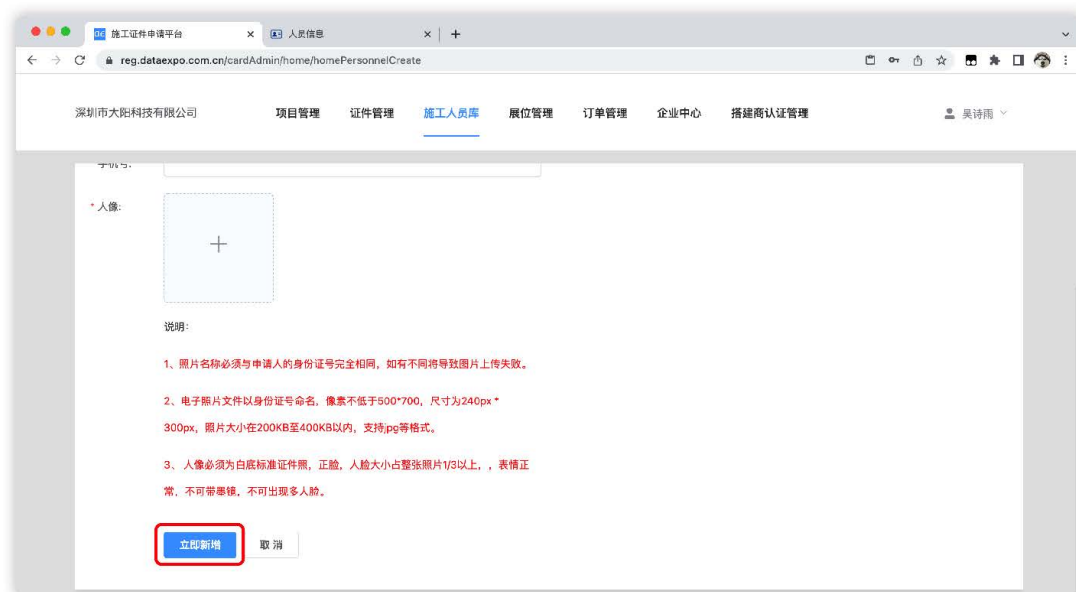 施工证件申请平台
人员信息
reg.dataexpo.com.cn/cardAdmin/home/homePersonnelCreate
深圳市大阳科技有限公司 项目管理 证件管理 施工人员库 展位管理 订单管理 企业中心 搭建商认证管理 吴诗雨
手机号:
* 人像:
说明:
1、照片名称必须与申请人的身份证号完全相同，如有不同将导致图片上传失败。
2、电子照片文件以身份证号命名，像素不低于500*700，尺寸为240px *
300px，照片大小在200KB至400KB以内，支持jpg等格式。
3、 人像必须为白底标准证件照，正脸，人脸大小占整张照片1/3以上，，表情正
常，不可带墨镜，不可出现多人脸。
立即新增 取消